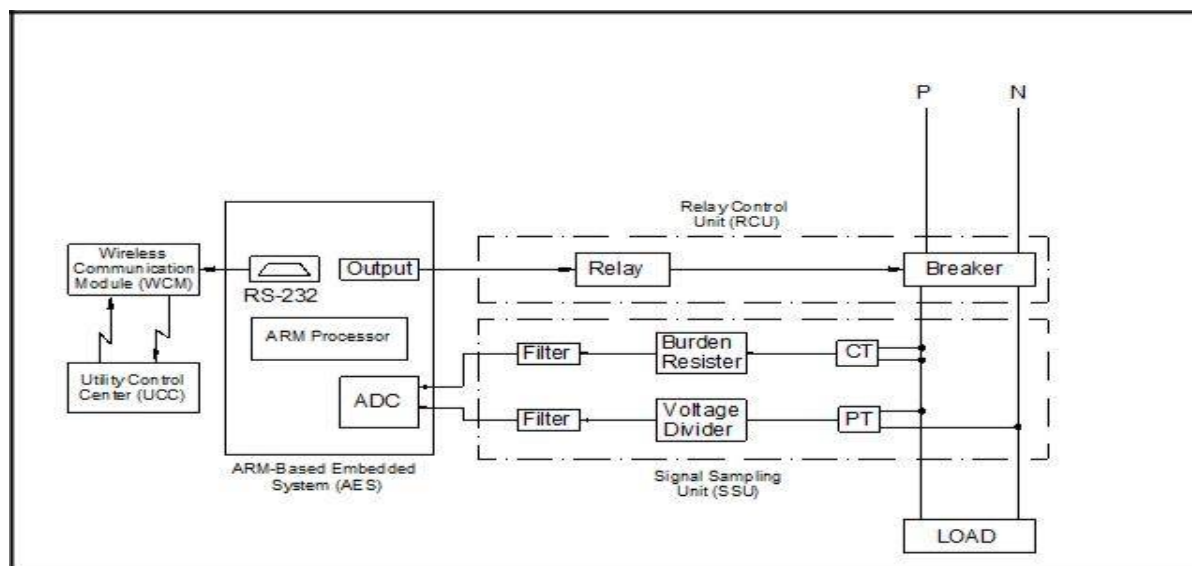 P
N
Relay Control
Unit (RCU)
Wireless
Communication
Module (WCM)
RS-232
Output
Relay
Breaker
ARM Processor
Utility Control
Center (UCC)
ADC
Filter
Burden
Resister
CT
Filter
Voltage
Divider
PT
ARM-Based Embedded
System (AES)
Signal Sampling
Unit (SSU)
LOAD